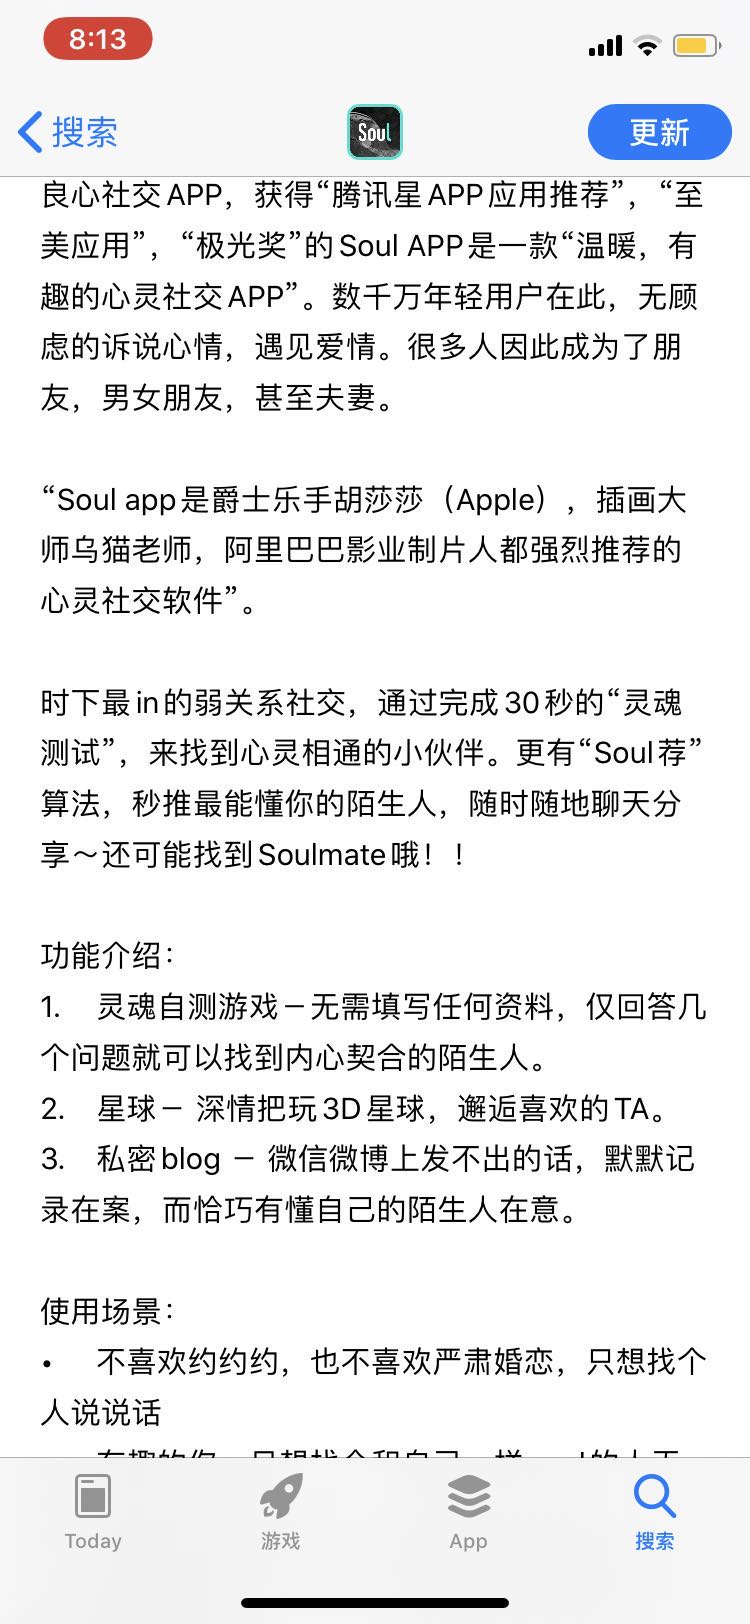 8:13
搜索
Soul
更新
良心社交APP，获得“腾讯星APP应用推荐”，“至
美应用”，“极光奖”的Soul APP是一款“温暖，有
趣的心灵社交APP”。数千万年轻用户在此，无顾
虑的诉说心情，遇见爱情。很多人因此成为了朋
友，男女朋友，甚至夫妻。
“Soul app是爵士乐手胡莎莎（Apple），插画大
师乌猫老师，阿里巴巴影业制片人都强烈推荐的
心灵社交软件”。
时下最in的弱关系社交，通过完成30秒的“灵魂
测试”，来找到心灵相通的小伙伴。更有“Soul荐”
算法，秒推最能懂你的陌生人，随时随地聊天分
享～还可能找到Soulmate哦！！
功能介绍：
1. 灵魂自测游戏－无需填写任何资料，仅回答几
个问题就可以找到内心契合的陌生人。
2. 星球－ 深情把玩3D星球，邂逅喜欢的TA。
3. 私密blog － 微信微博上发不出的话，默默记
录在案，而恰巧有懂自己的陌生人在意。
使用场景：
• 不喜欢约约约，也不喜欢严肃婚恋，只想找个
人说说话
Today
游戏
App
搜索